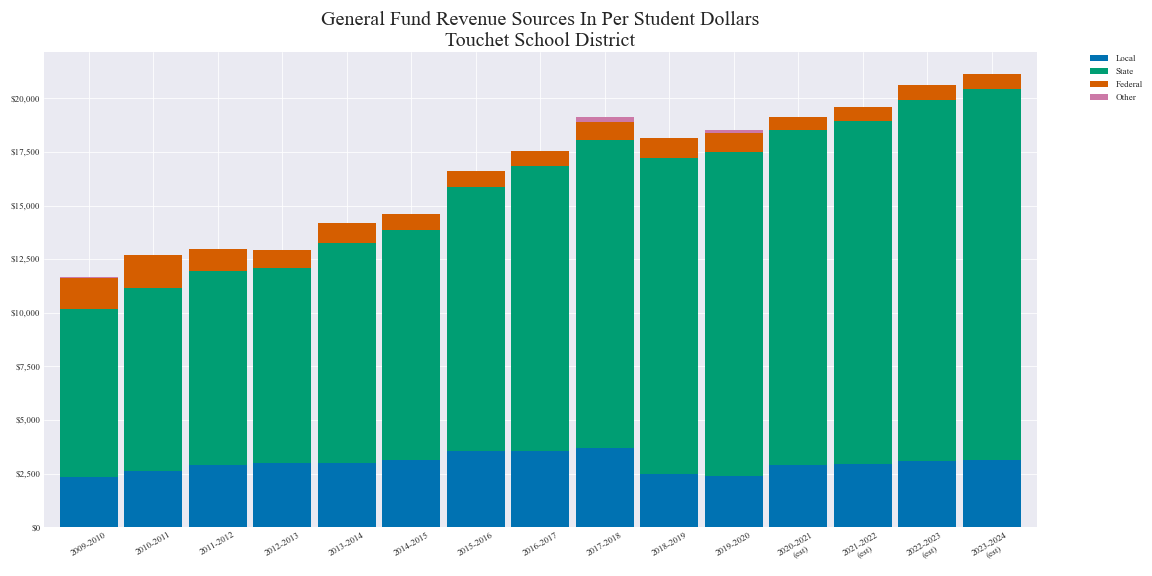 General Fund Revenue Sources In Per Student Dollars
Touchet School District
Local
State
Federal
Other
$20,000
$17,500
$15,000
$12,500
$10,000
$7,500
$5,000
$2,500
$0
2009-2010
2010-2011
2011-2012
2012-2013
2013-2014
2014-2015
2015-2016
2016-2017
2017-2018
2018-2019
2019-2020
2020-2021
(est)
2021-2022
(est)
2022-2023
(est)
2023-2024
(est)